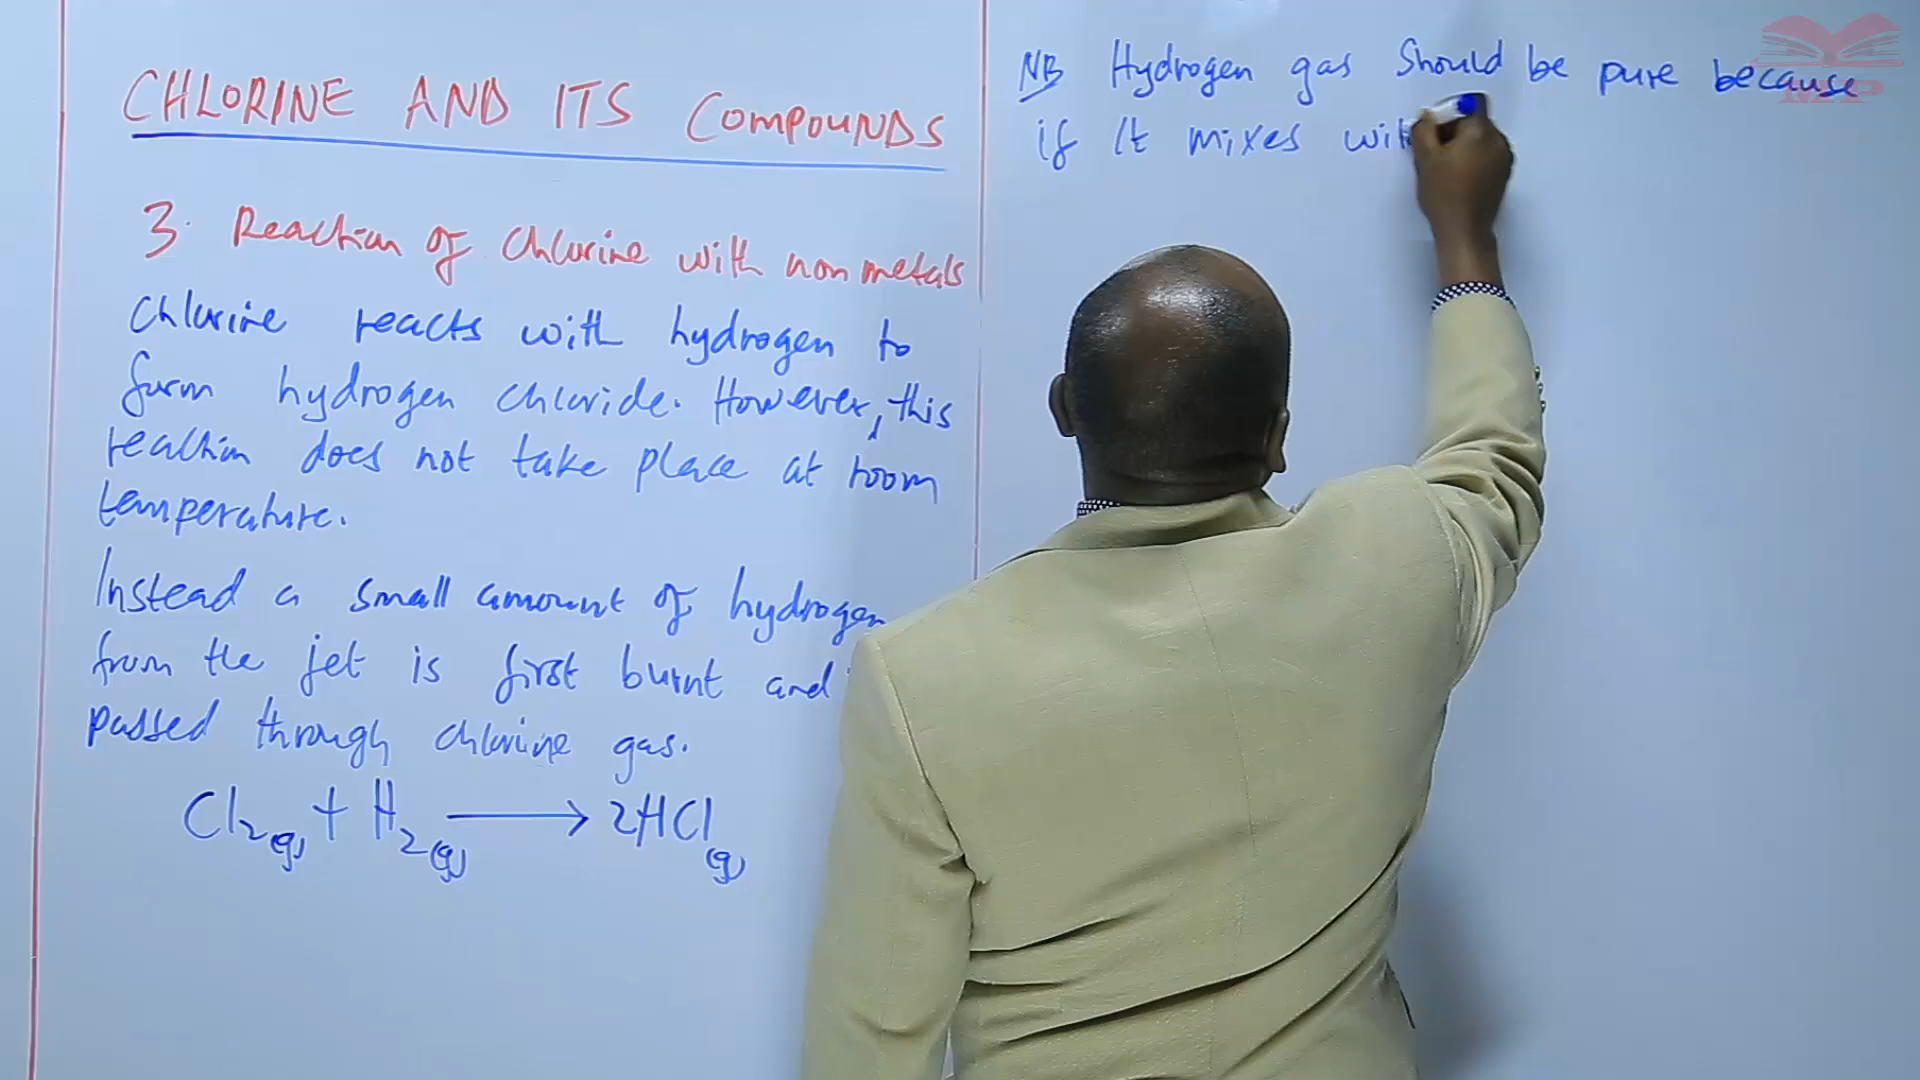 CHLORINE AND ITS COMPOUNDS
3. Reaction of Chlorine with non metals
Chlorine reacts with hydrogen to
form hydrogen chloride. However, this
reaction does not take place at room
temperature.
Instead a small amount of hydrogen
from the jet is first burnt and
passed through chlorine gas.
Cl₂(g) + H₂(g) ⟶ 2HCl(g)
NB Hydrogen gas should be pure because
if it mixes
MP